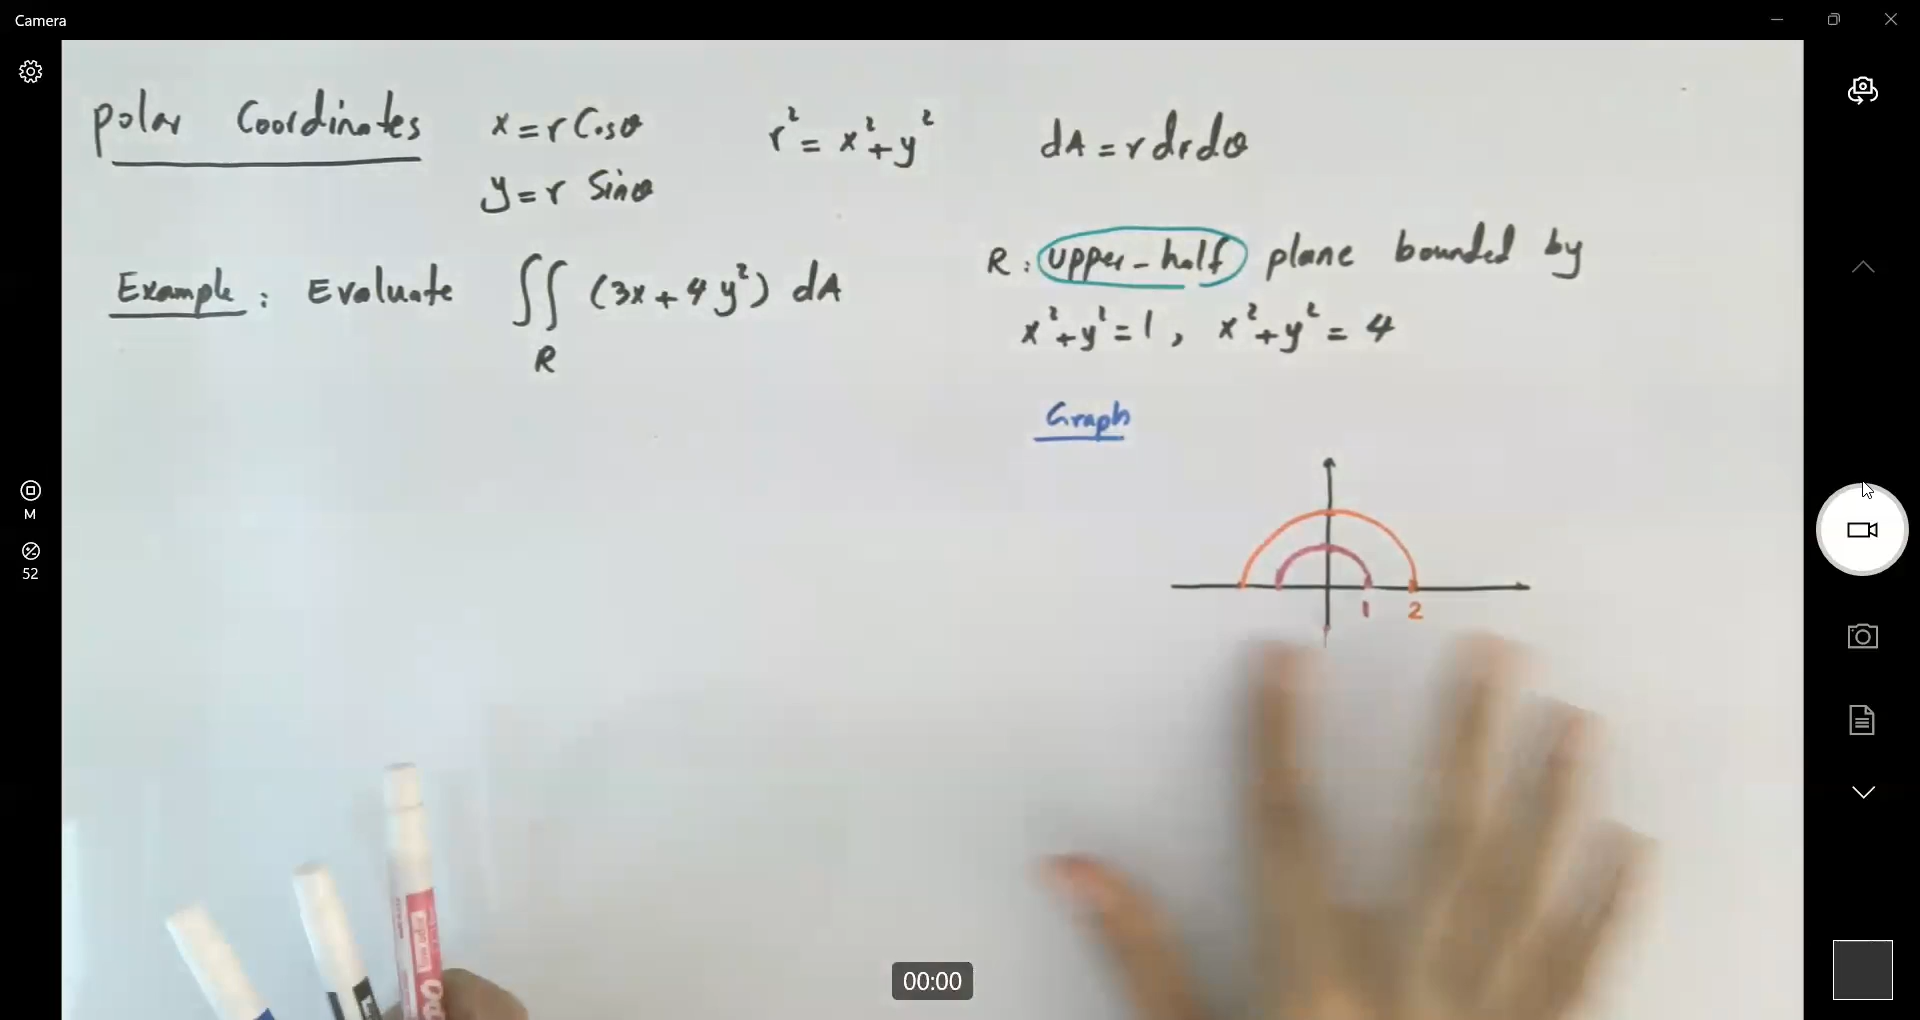 Camera
polar Coordinates x = r Cosθ r² = x² + y² dA = r dr dθ
y = r Sinθ
Example : Evaluate ∬ (3x + 4y²) dA R : upper-half plane bounded by
R x² + y² = 1 , x² + y² = 4
Graph
M
52
1 2
00:00